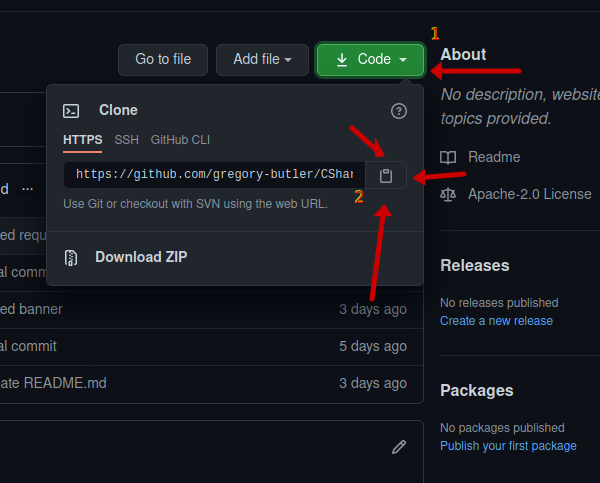 1
Go to file
Add file
Code
About
No description, website
topics provided.
Clone
HTTPS SSH GitHub CLI
https://github.com/gregory-butler/CShar
2
Use Git or checkout with SVN using the web URL.
Download ZIP
Readme
Apache-2.0 License
d ...
ed requ
al comm
ed banner 3 days ago
al commit 5 days ago
ate README.md 3 days ago
Releases
No releases published
Create a new release
Packages
No packages published
Publish your first package